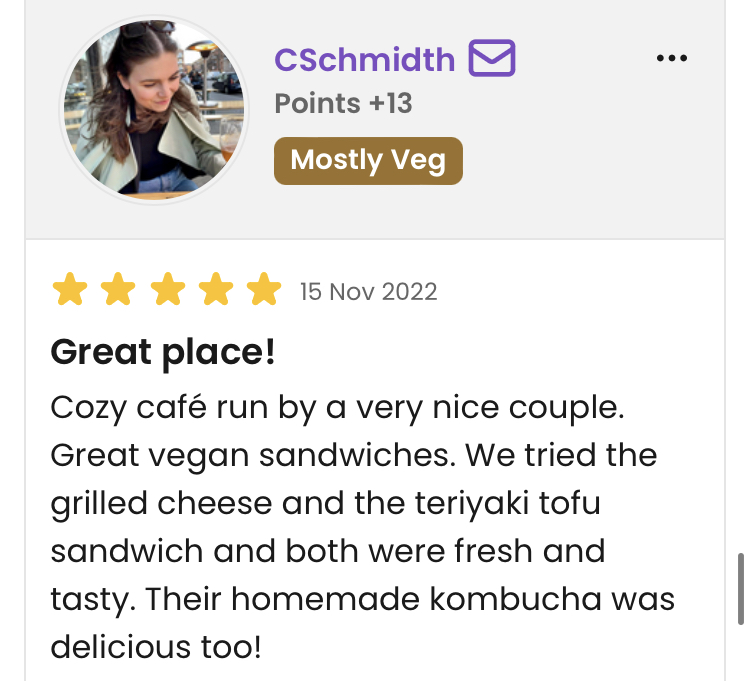 CSchmidth
Points +13
Mostly Veg
15 Nov 2022
Great place!
Cozy café run by a very nice couple.
Great vegan sandwiches. We tried the
grilled cheese and the teriyaki tofu
sandwich and both were fresh and
tasty. Their homemade kombucha was
delicious too!